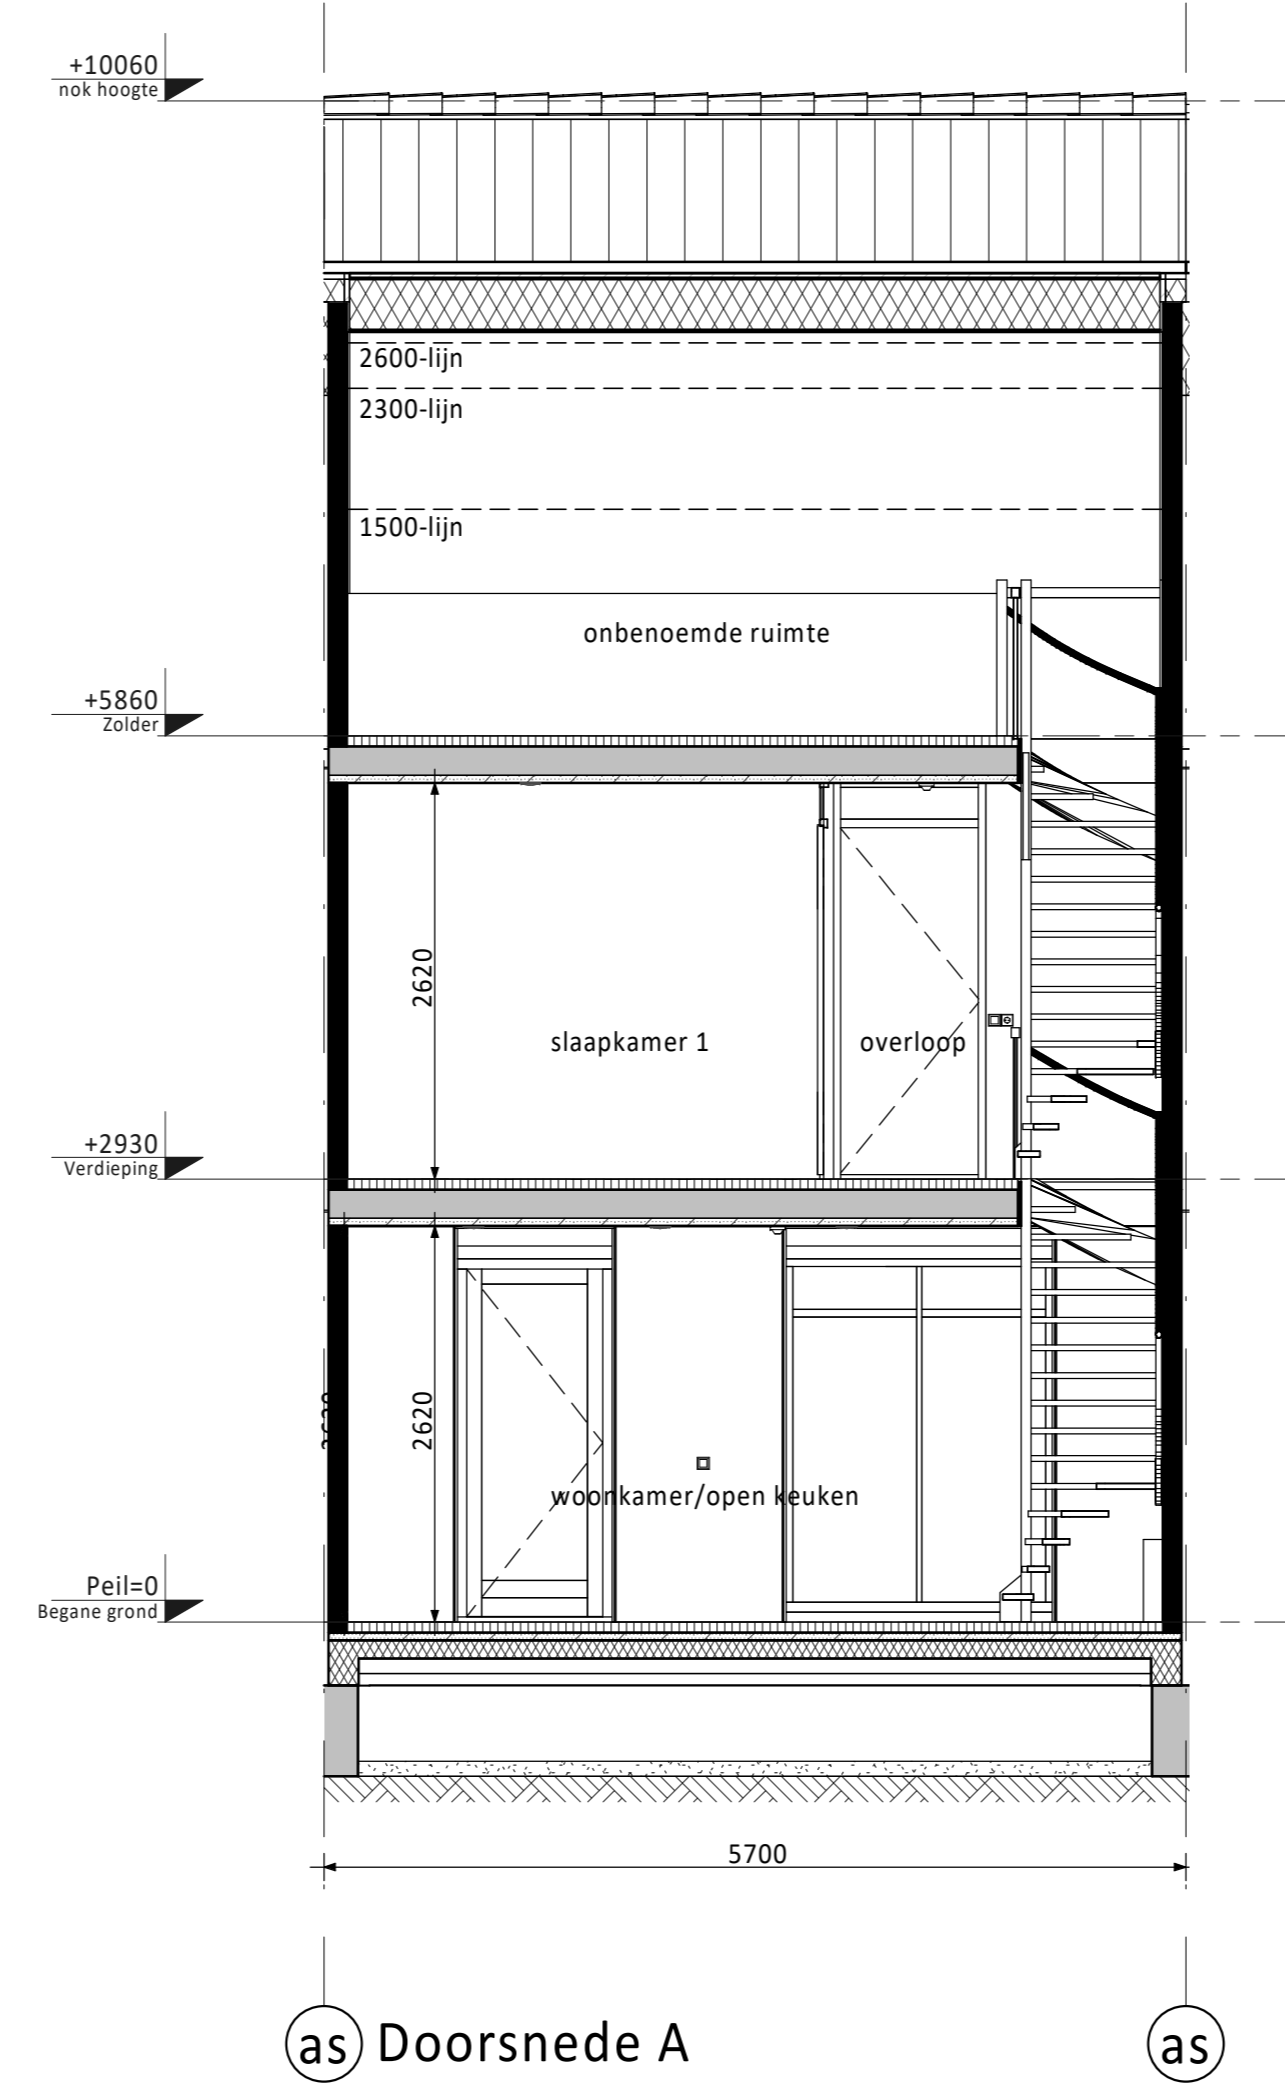 +10060
nok hoogte
2600-lijn
2300-lijn
1500-lijn
onbenoemde ruimte
+5860
Zolder
2620
slaapkamer 1
overloop
+2930
Verdieping
2620
woonkamer/open keuken
Peil=0
Begane grond
5700
as Doorsnede A
as